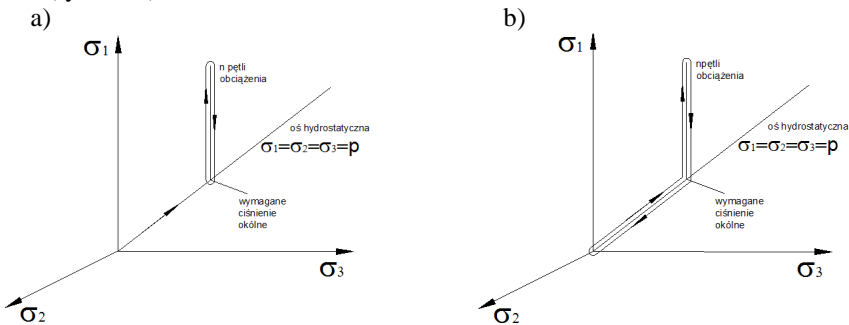 a)
σ1
n pętli
obciążenia
oś hydrostatyczna
σ1=σ2=σ3=p
wymagane
ciśnienie
okólne
σ3
σ2
b)
σ1
npętli
obciążenia
oś hydrostatyczna
σ1=σ2=σ3=p
wymagane
ciśnienie
okólne
σ3
σ2